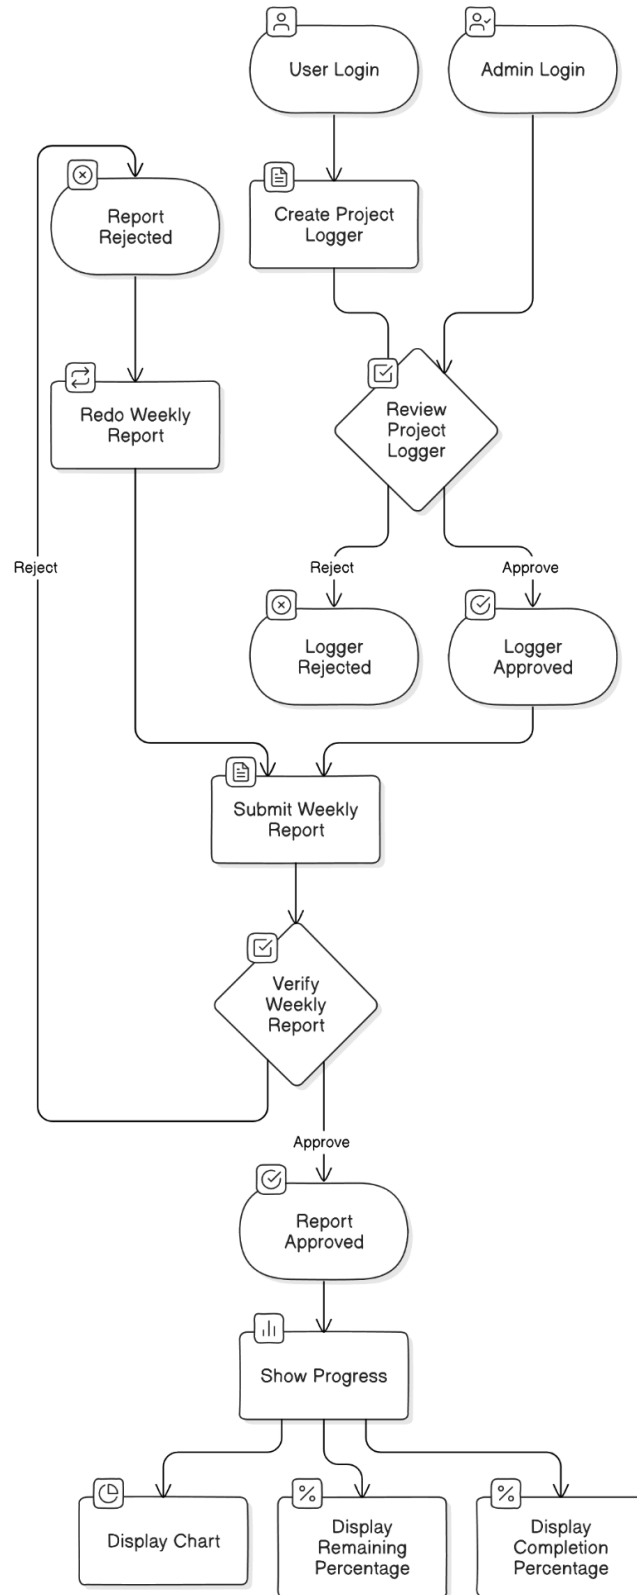 User Login
Admin Login
Report
Rejected
Create Project
Logger
Redo Weekly
Report
Review
Project
Logger
Reject
Reject
Approve
Logger
Rejected
Logger
Approved
Submit Weekly
Report
Verify
Weekly
Report
Approve
Report
Approved
Show Progress
Display Chart
Display
Remaining
Percentage
Display
Completion
Percentage